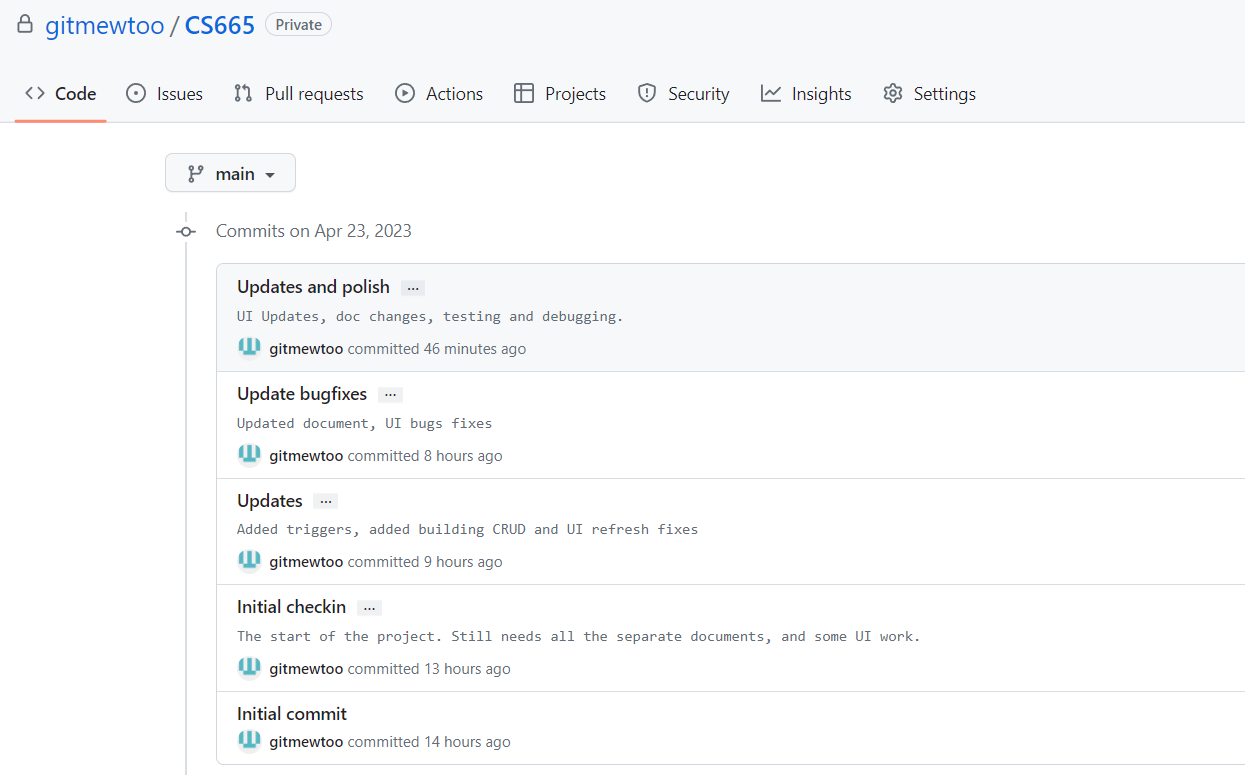 gitmewtoo / CS665 Private
Code Issues Pull requests Actions Projects Security Insights Settings
main
Commits on Apr 23, 2023
Updates and polish ...
UI Updates, doc changes, testing and debugging.
gitmewtoo committed 46 minutes ago
Update bugfixes ...
Updated document, UI bugs fixes
gitmewtoo committed 8 hours ago
Updates ...
Added triggers, added building CRUD and UI refresh fixes
gitmewtoo committed 9 hours ago
Initial checkin ...
The start of the project. Still needs all the separate documents, and some UI work.
gitmewtoo committed 13 hours ago
Initial commit
gitmewtoo committed 14 hours ago